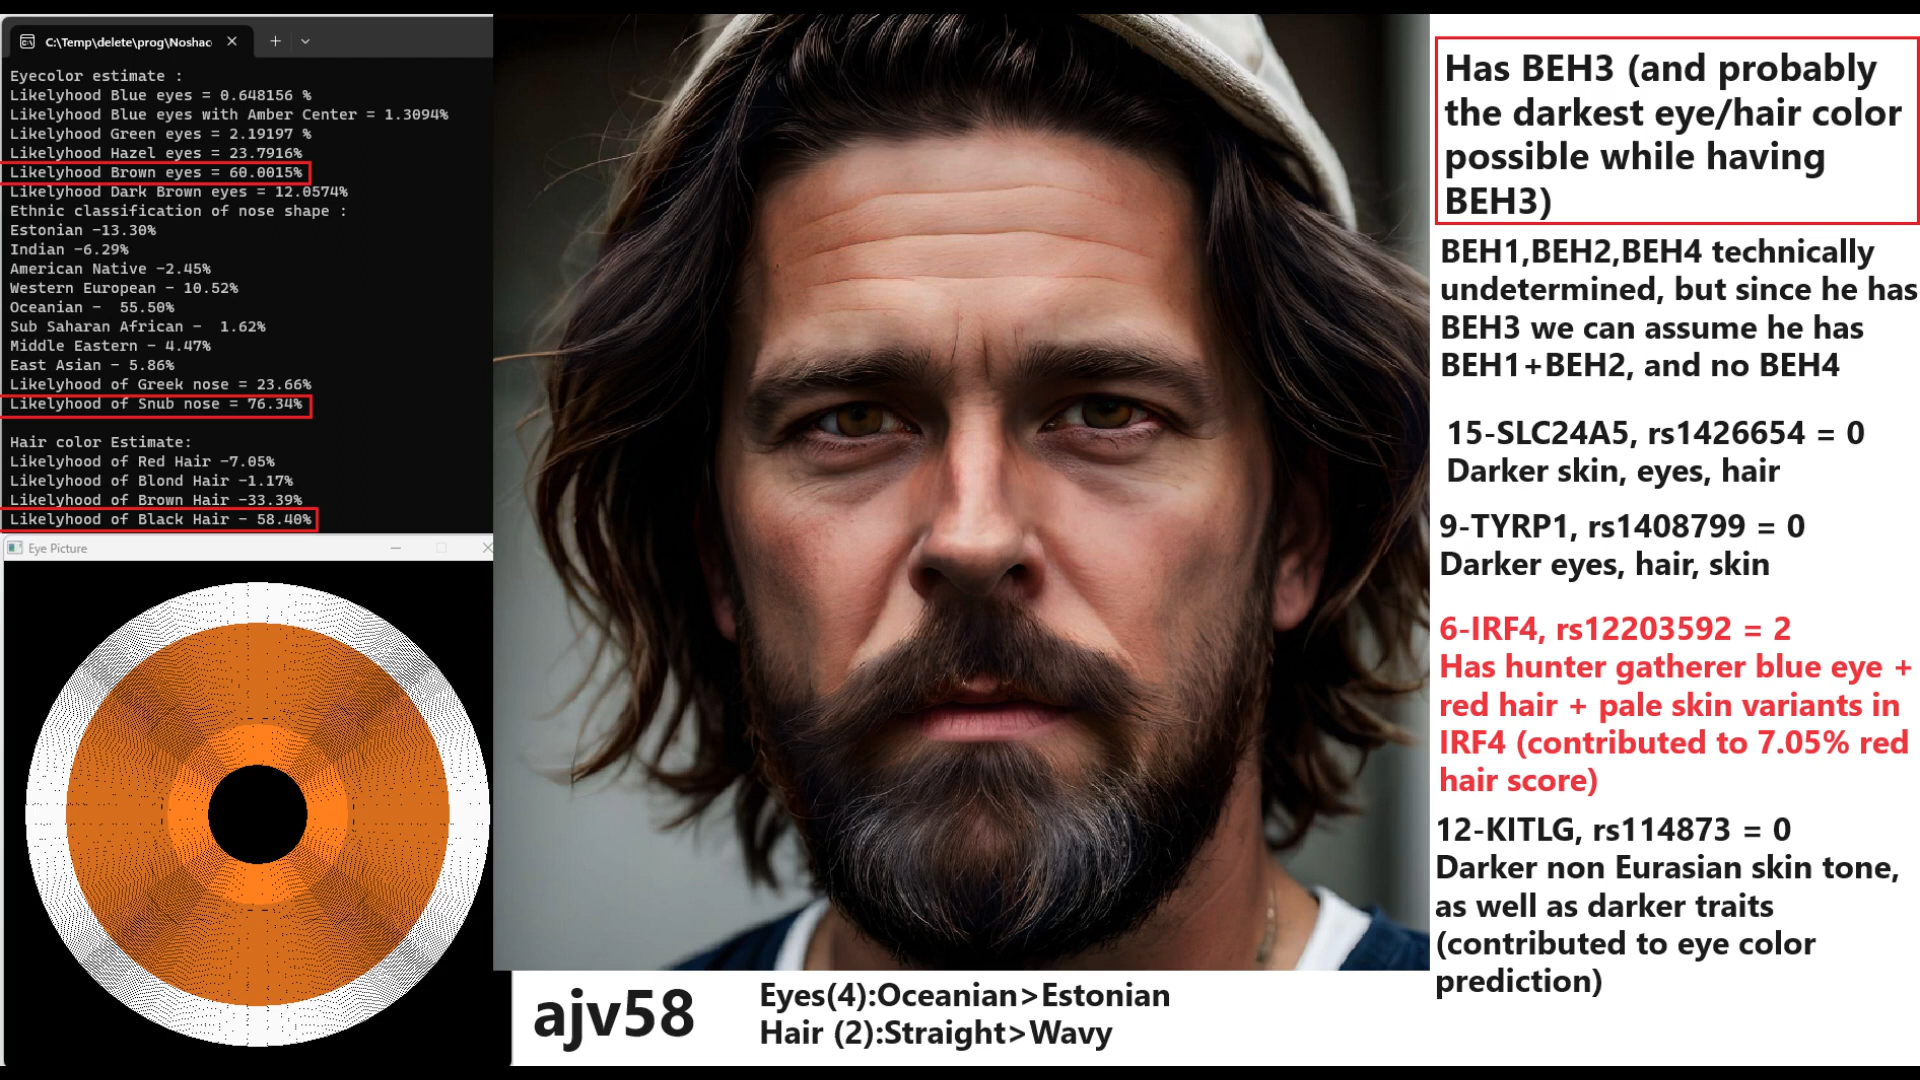 C:\Temp\delete\prog\Noshac
Eyecolor estimate :
Likelyhood Blue eyes = 0.648156 %
Likelyhood Blue eyes with Amber Center = 1.3094%
Likelyhood Green eyes = 2.19197 %
Likelyhood Hazel eyes = 23.7916%
Likelyhood Brown eyes = 60.0015%
Likelyhood Dark Brown eyes = 12.0574%
Ethnic classification of nose shape :
Estonian -13.30%
Indian -6.29%
American Native -2.45%
Western European - 10.52%
Oceanian -  55.50%
Sub Saharan African -  1.62%
Middle Eastern - 4.47%
East Asian - 5.86%
Likelyhood of Greek nose = 23.66%
Likelyhood of Snub nose = 76.34%
Hair color Estimate:
Likelyhood of Red Hair -7.05%
Likelyhood of Blond Hair -1.17%
Likelyhood of Brown Hair -33.39%
Likelyhood of Black Hair - 58.40%
Eye Picture
ajv58
Eyes(4):Oceanian>Estonian
Hair (2):Straight>Wavy
Has BEH3 (and probably
the darkest eye/hair color
possible while having
BEH3)
BEH1,BEH2,BEH4 technically
undetermined, but since he has
BEH3 we can assume he has
BEH1+BEH2, and no BEH4
15-SLC24A5, rs1426654 = 0
Darker skin, eyes, hair
9-TYRP1, rs1408799 = 0
Darker eyes, hair, skin
6-IRF4, rs12203592 = 2
Has hunter gatherer blue eye +
red hair + pale skin variants in
IRF4 (contributed to 7.05% red
hair score)
12-KITLG, rs114873 = 0
Darker non Eurasian skin tone,
as well as darker traits
(contributed to eye color
prediction)